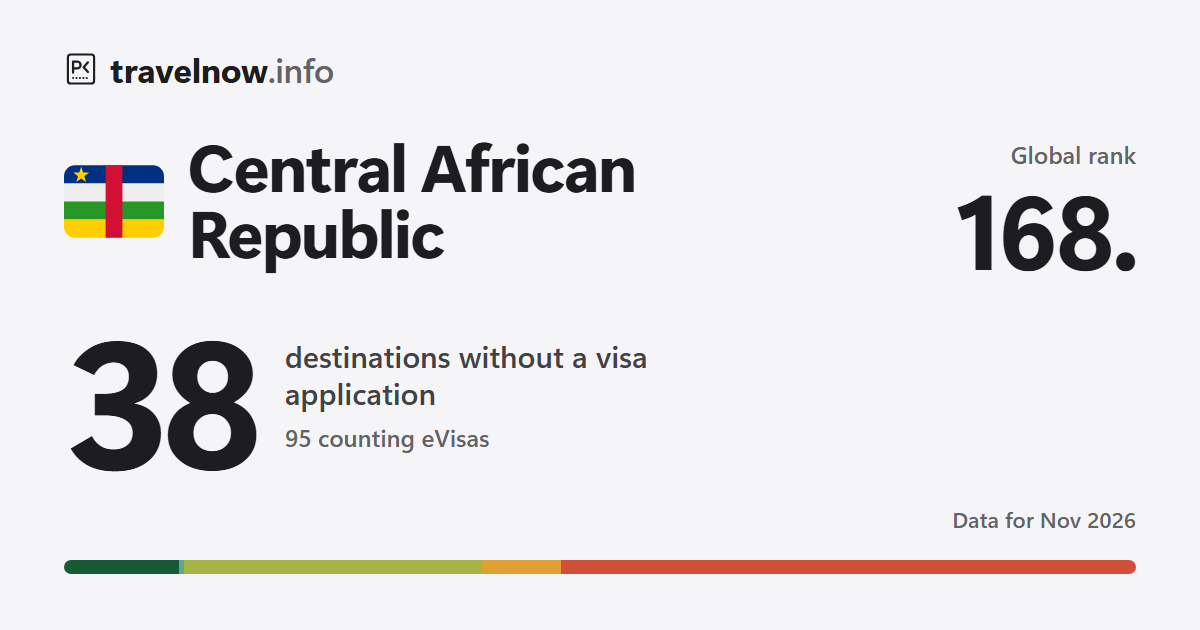 travelnow.info
Central African
Republic
Global rank
168.
38
destinations without a visa
application
95 counting eVisas
Data for Nov 2026